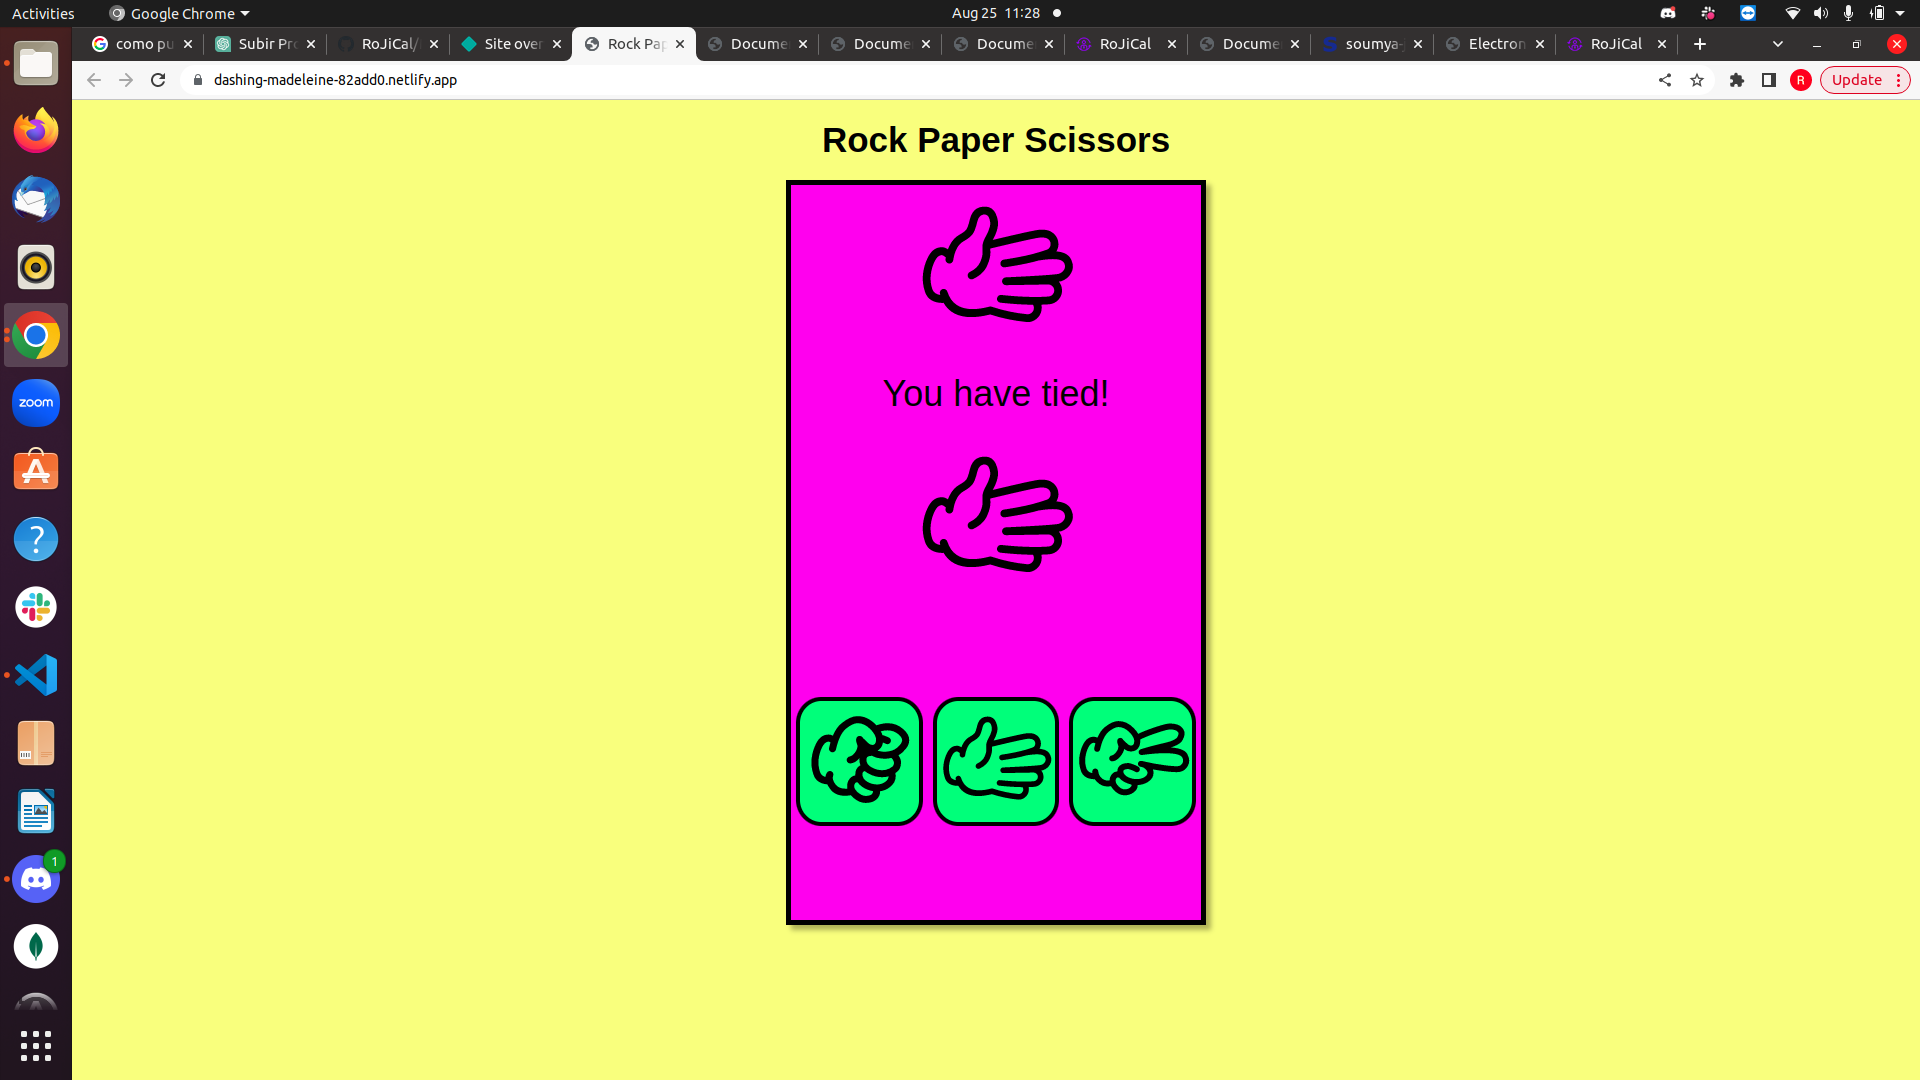 Activities
Google Chrome
Aug 25 11:28
como pu
Subir Pro
RoJiCal/
Site over
Rock Pap
Docume
Docume
Docume
RoJiCal
Docume
soumya-
Electron
RoJiCal
dashing-madeleine-82add0.netlify.app
R
Update
Rock Paper Scissors
You have tied!
zoom
1